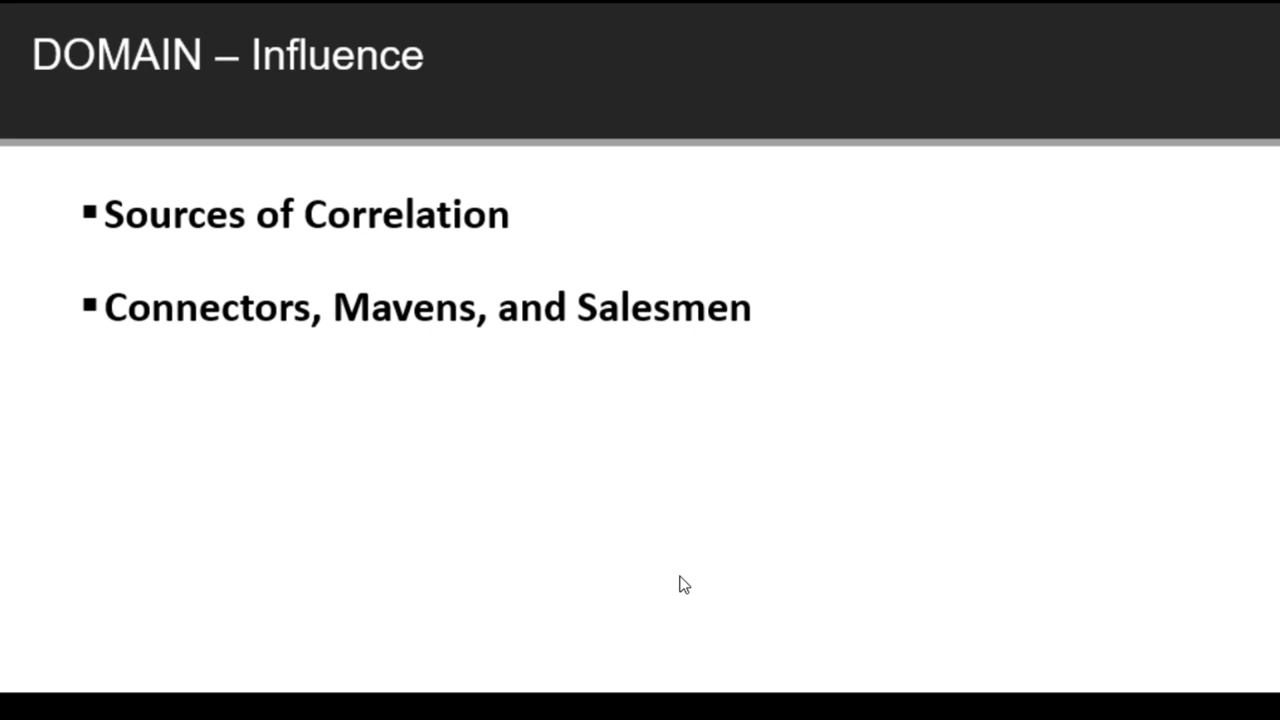 DOMAIN – Influence
▪Sources of Correlation
▪Connectors, Mavens, and Salesmen